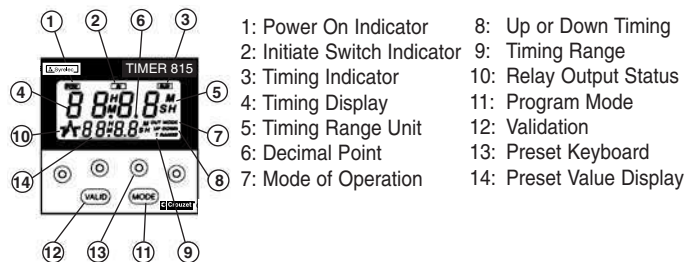 1 2 6 3
Syrelec TIMER 815
4 5
10 7
14 8
VALID MODE
C Crouzet
12 13 11 9
1: Power On Indicator
2: Initiate Switch Indicator
3: Timing Indicator
4: Timing Display
5: Timing Range Unit
6: Decimal Point
7: Mode of Operation
8: Up or Down Timing
9: Timing Range
10: Relay Output Status
11: Program Mode
12: Validation
13: Preset Keyboard
14: Preset Value Display